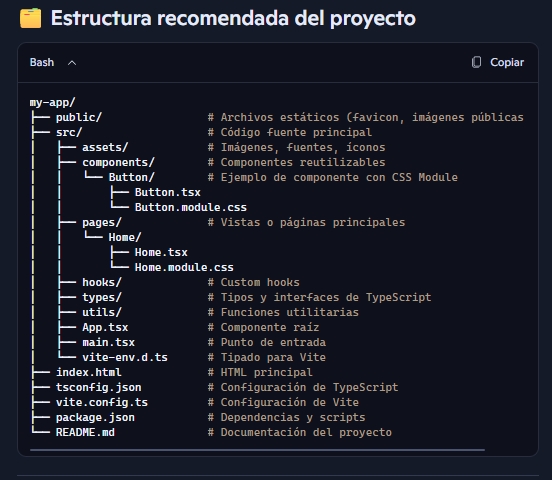 Estructura recomendada del proyecto
Bash
Copiar
my-app/
├── public/                # Archivos estáticos (favicon, imágenes públicas
├── src/                   # Código fuente principal
│   ├── assets/            # Imágenes, fuentes, íconos
│   ├── components/        # Componentes reutilizables
│   │   └── Button/        # Ejemplo de componente con CSS Module
│   │       ├── Button.tsx
│   │       └── Button.module.css
│   ├── pages/             # Vistas o páginas principales
│   │   └── Home/
│   │       ├── Home.tsx
│   │       └── Home.module.css
│   ├── hooks/             # Custom hooks
│   ├── types/             # Tipos y interfaces de TypeScript
│   ├── utils/             # Funciones utilitarias
│   ├── App.tsx            # Componente raíz
│   ├── main.tsx           # Punto de entrada
│   └── vite-env.d.ts      # Tipado para Vite
├── index.html             # HTML principal
├── tsconfig.json          # Configuración de TypeScript
├── vite.config.ts         # Configuración de Vite
├── package.json           # Dependencias y scripts
└── README.md              # Documentación del proyecto